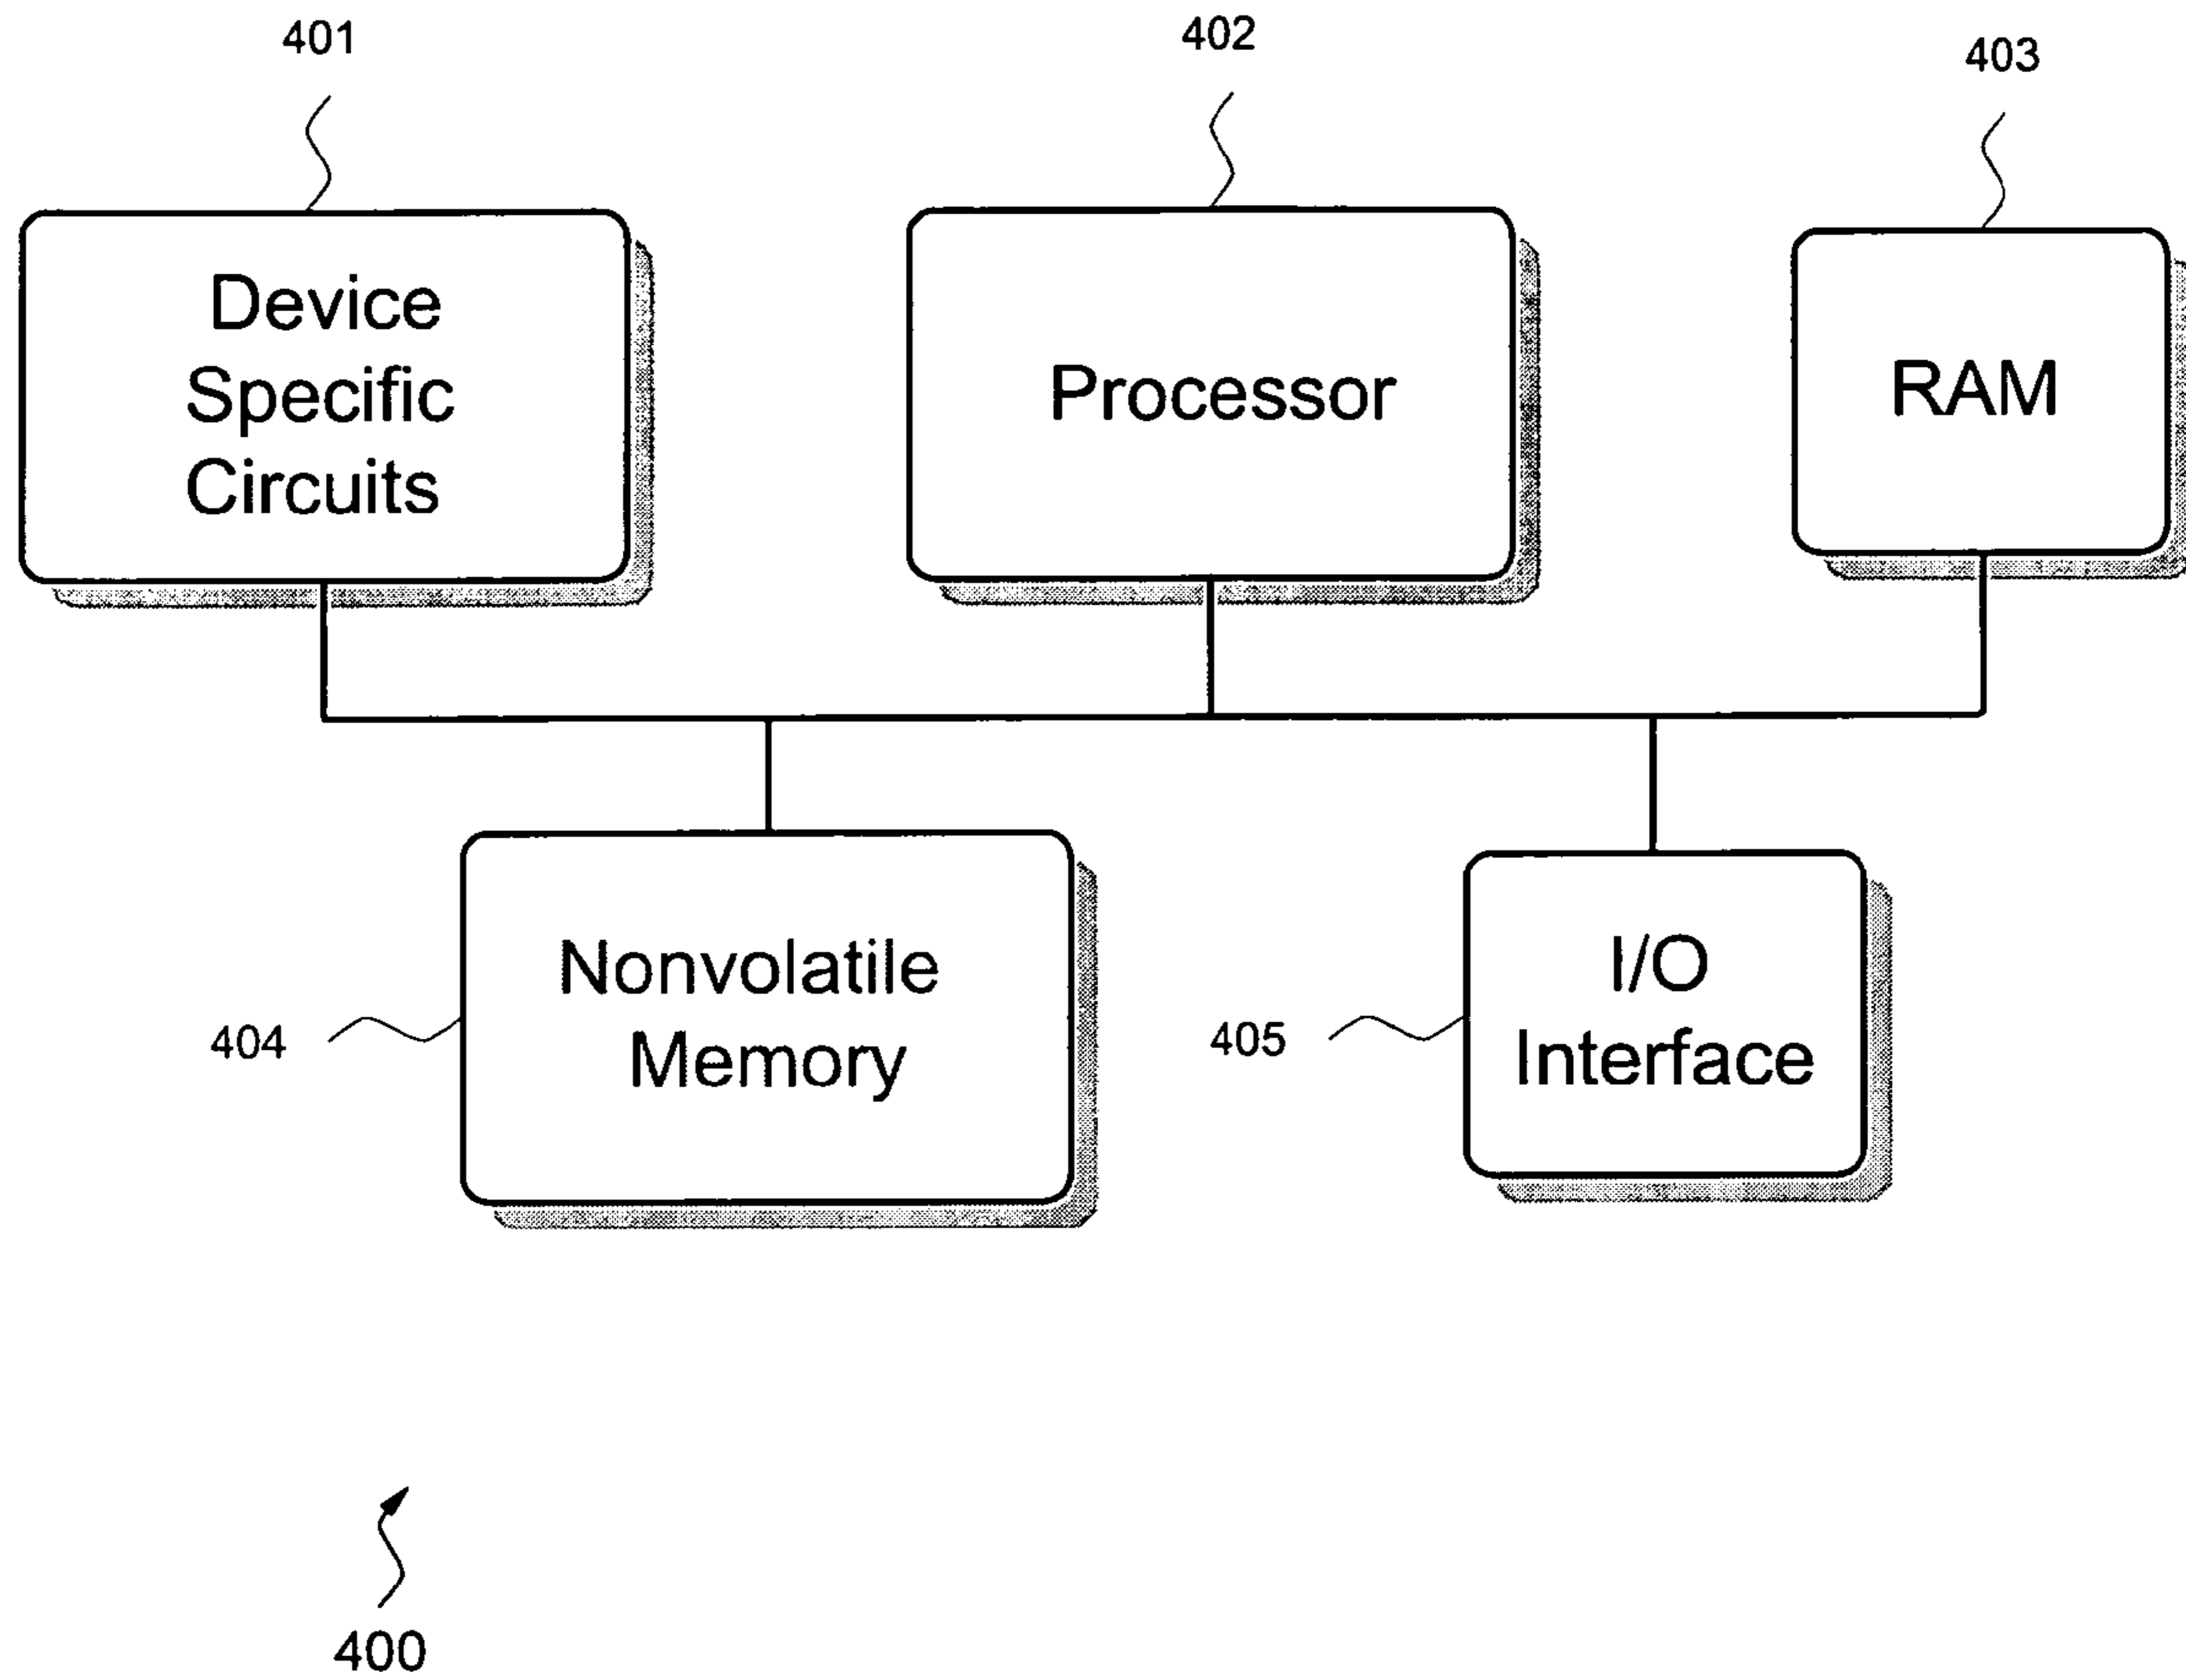 401
402
403
Device
Specific
Circuits
Processor
RAM
Nonvolatile
Memory
404
I/O
Interface
405
400